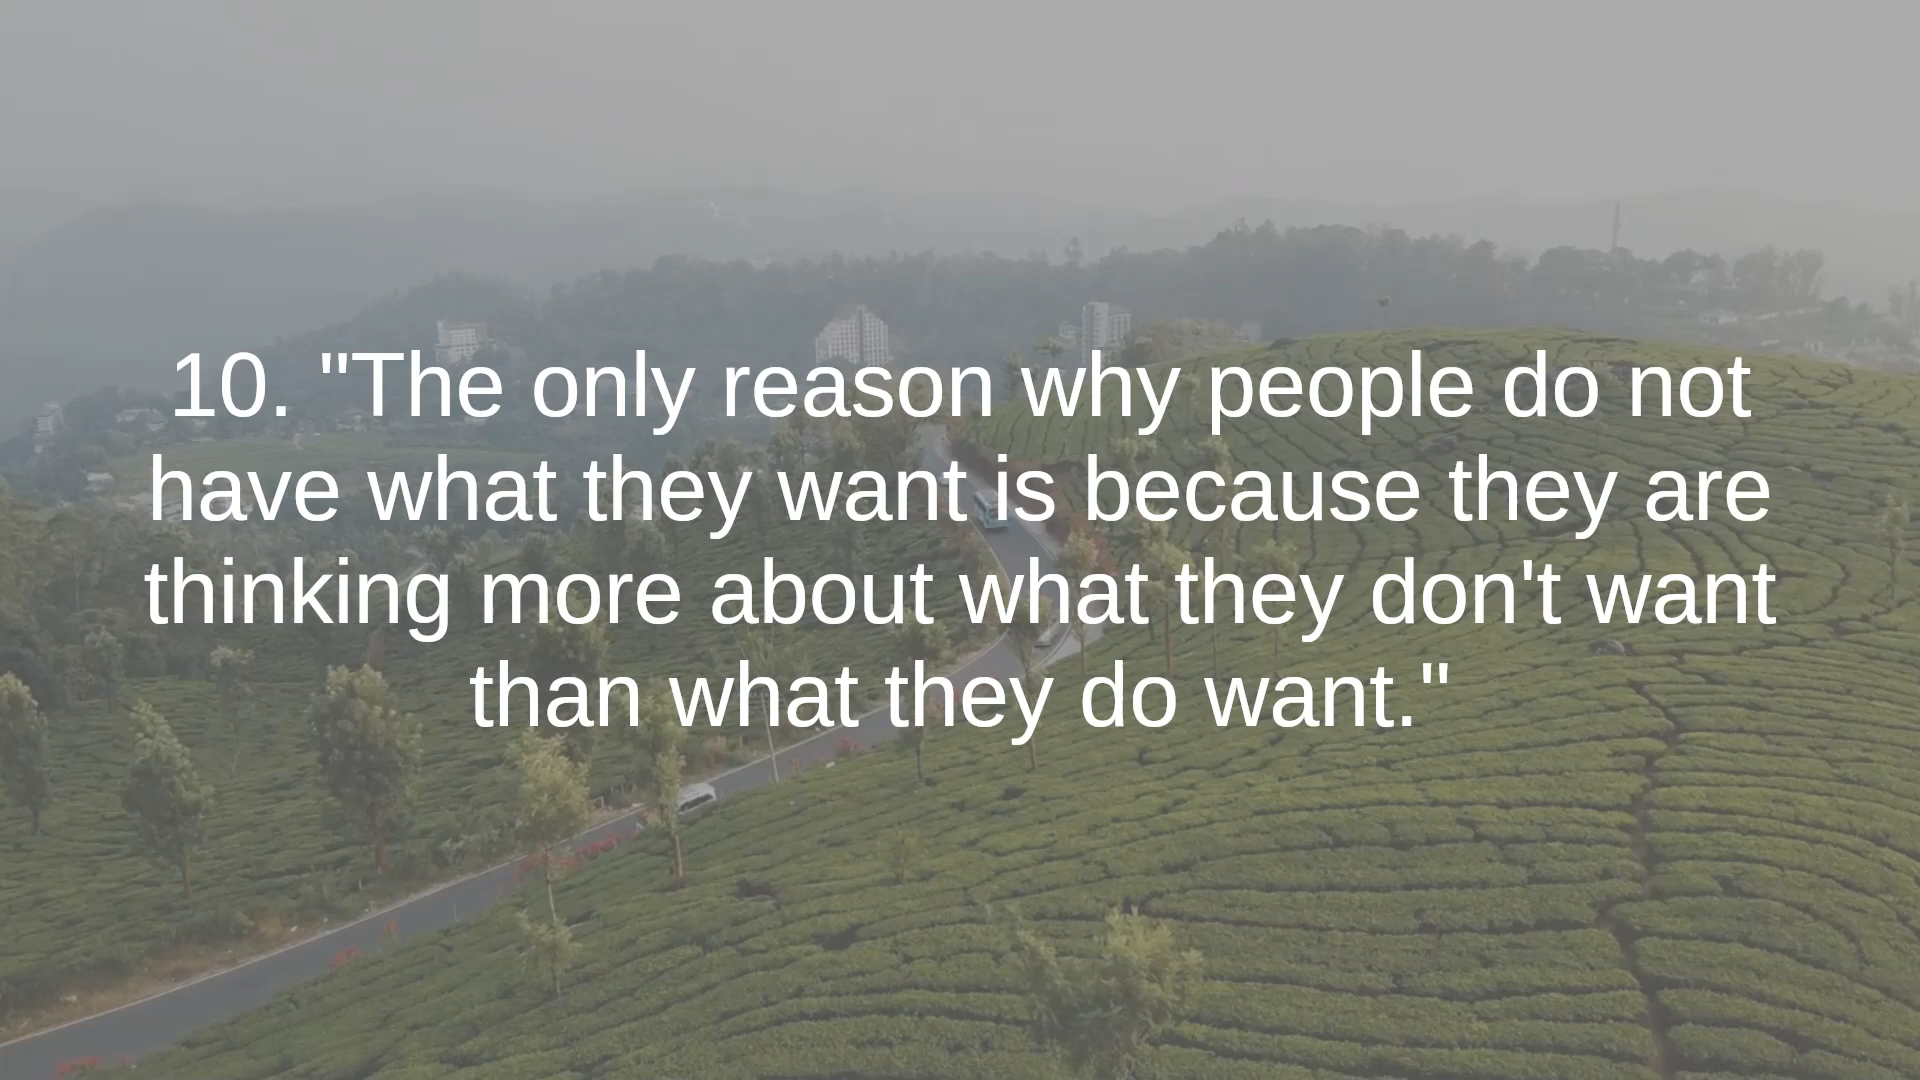 10. "The only reason why people do not
have what they want is because they are
thinking more about what they don't want
than what they do want."